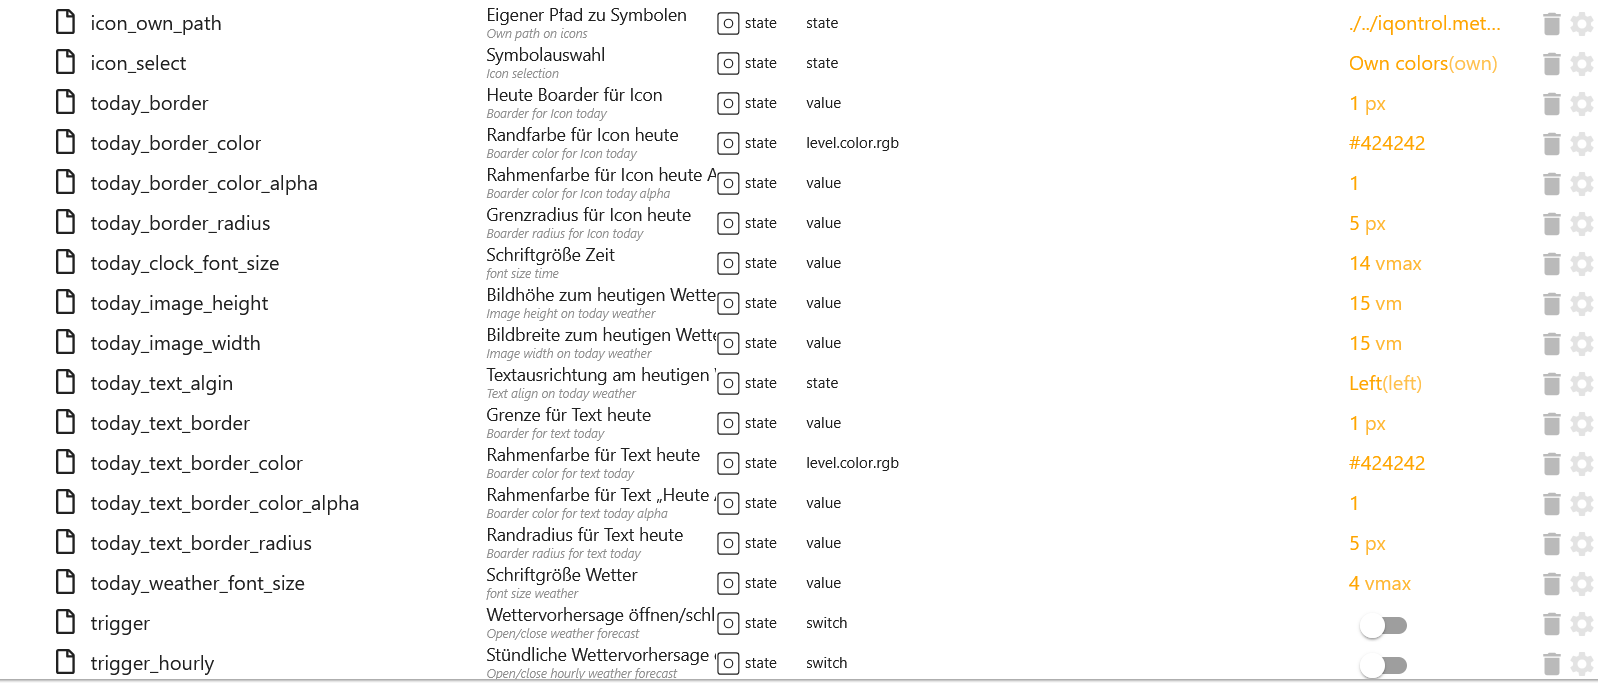 icon_own_path Eigener Pfad zu Symbolen state state ./../iqontrol.met...
Own path on icons
icon_select Symbolauswahl state state Own colors(own)
Icon selection
today_border Heute Boarder für Icon state value 1 px
Boarder for Icon today
today_border_color Randfarbe für Icon heute state level.color.rgb #424242
Boarder color for Icon today
today_border_color_alpha Rahmenfarbe für Icon heute A state value 1
Boarder color for Icon today alpha
today_border_radius Grenzradius für Icon heute state value 5 px
Boarder radius for Icon today
today_clock_font_size Schriftgröße Zeit state value 14 vmax
font size time
today_image_height Bildhöhe zum heutigen Wette state value 15 vm
Image height on today weather
today_image_width Bildbreite zum heutigen Wette state value 15 vm
Image width on today weather
today_text_algin Textausrichtung am heutigen state state Left(left)
Text align on today weather
today_text_border Grenze für Text heute state value 1 px
Boarder for text today
today_text_border_color Rahmenfarbe für Text heute state level.color.rgb #424242
Boarder color for text today
today_text_border_color_alpha Rahmenfarbe für Text „Heute state value 1
Boarder color for text today alpha
today_text_border_radius Randradius für Text heute state value 5 px
Boarder radius for text today
today_weather_font_size Schriftgröße Wetter state value 4 vmax
font size weather
trigger Wettervorhersage öffnen/schl state switch
Open/close weather forecast
trigger_hourly Stündliche Wettervorhersage state switch
Open/close hourly weather forecast